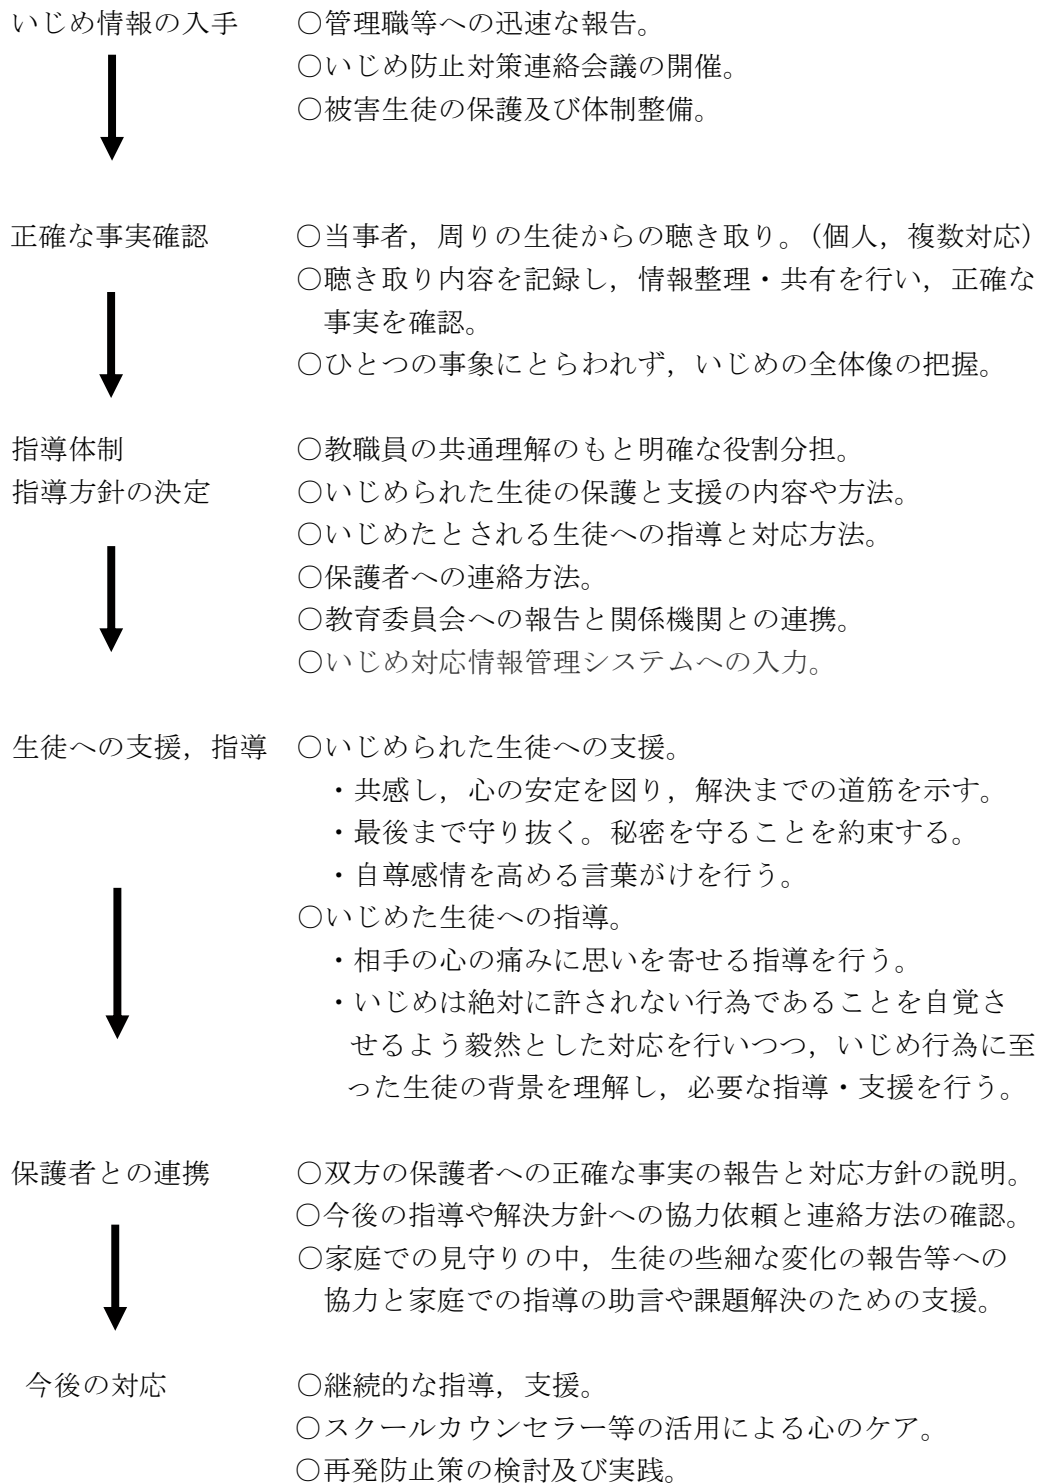 いじめ情報の入手　○管理職等への迅速な報告。
○いじめ防止対策連絡会議の開催。
○被害生徒の保護及び体制整備。
正確な事実確認　○当事者，周りの生徒からの聴き取り。（個人，複数対応）
○聴き取り内容を記録し，情報整理・共有を行い，正確な
事実を確認。
○ひとつの事象にとらわれず，いじめの全体像の把握。
指導体制　○教職員の共通理解のもと明確な役割分担。
指導方針の決定　○いじめられた生徒の保護と支援の内容や方法。
○いじめたとされる生徒への指導と対応方法。
○保護者への連絡方法。
○教育委員会への報告と関係機関との連携。
○いじめ対応情報管理システムへの入力。
生徒への支援，指導　○いじめられた生徒への支援。
・共感し，心の安定を図り，解決までの道筋を示す。
・最後まで守り抜く。秘密を守ることを約束する。
・自尊感情を高める言葉がけを行う。
○いじめた生徒への指導。
・相手の心の痛みに思いを寄せる指導を行う。
・いじめは絶対に許されない行為であることを自覚さ
せるよう毅然とした対応を行いつつ，いじめ行為に至
った生徒の背景を理解し，必要な指導・支援を行う。
保護者との連携　○双方の保護者への正確な事実の報告と対応方針の説明。
○今後の指導や解決方針への協力依頼と連絡方法の確認。
○家庭での見守りの中，生徒の些細な変化の報告等への
協力と家庭での指導の助言や課題解決のための支援。
今後の対応　○継続的な指導，支援。
○スクールカウンセラー等の活用による心のケア。
○再発防止策の検討及び実践。